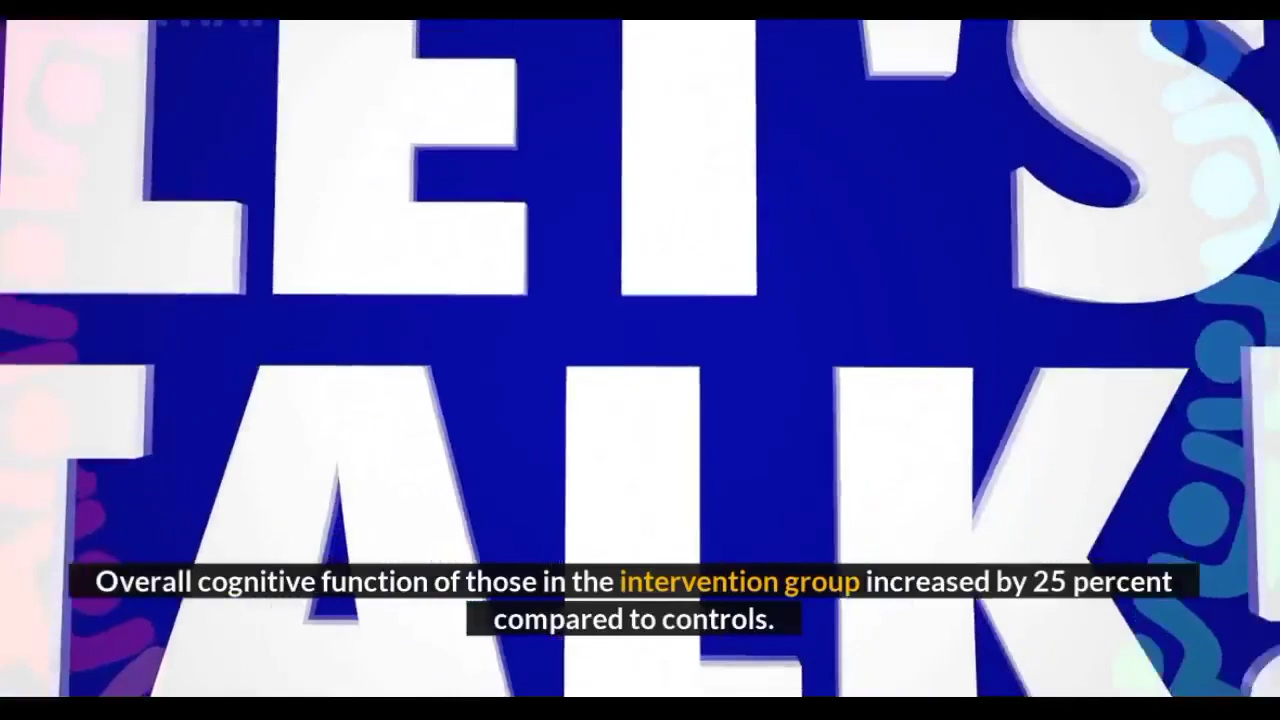 LET'S
TALK!
Overall cognitive function of those in the intervention group increased by 25 percent
compared to controls.